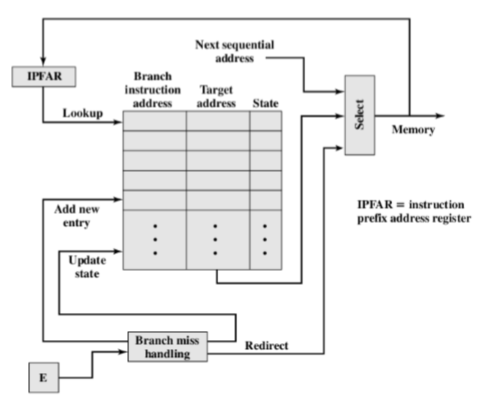 Next sequential
address
IPFAR
Branch
instruction
address
Target
address
State
Lookup
Select
Memory
IPFAR = instruction
prefix address register
Add new
entry
Update
state
Branch miss
handling
Redirect
E